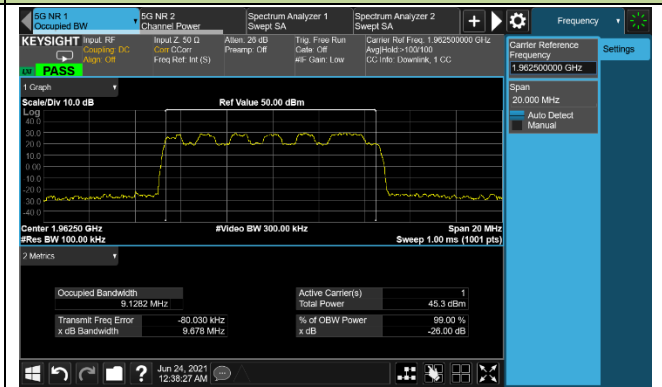 5G NR 1
Occupied BW
5G NR 2
Channel Power
Spectrum Analyzer 1
Swept SA
Spectrum Analyzer 2
Swept SA
Frequency
KEYSIGHT
Input: RF
Coupling: DC
Align: Off
Input Z: 50 Ω
Corr CCorr
Freq Ref: Int (S)
Atten: 26 dB
Preamp: Off
Trig: Free Run
Gate: Off
#IF Gain: Low
Carrier Ref Freq: 1.962500000 GHz
Avg|Hold:>100/100
CC Info: Downlink, 1 CC
PASS
Carrier Reference
Frequency
1.962500000 GHz
Settings
Span
20.000 MHz
Auto Detect
Manual
1 Graph
Scale/Div 10.0 dB
Ref Value 50.00 dBm
Log
40.0
30.0
20.0
10.0
0.00
-10.0
-20.0
-30.0
-40.0
Center 1.96250 GHz
#Video BW 300.00 kHz
Span 20 MHz
#Res BW 100.00 kHz
Sweep 1.00 ms (1001 pts)
2 Metrics
Occupied Bandwidth
9.1282 MHz
Active Carrier(s) 1
Total Power 45.3 dBm
Transmit Freq Error -80.030 kHz
x dB Bandwidth 9.678 MHz
% of OBW Power 99.00 %
x dB -26.00 dB
Jun 24, 2021
12:38:27 AM